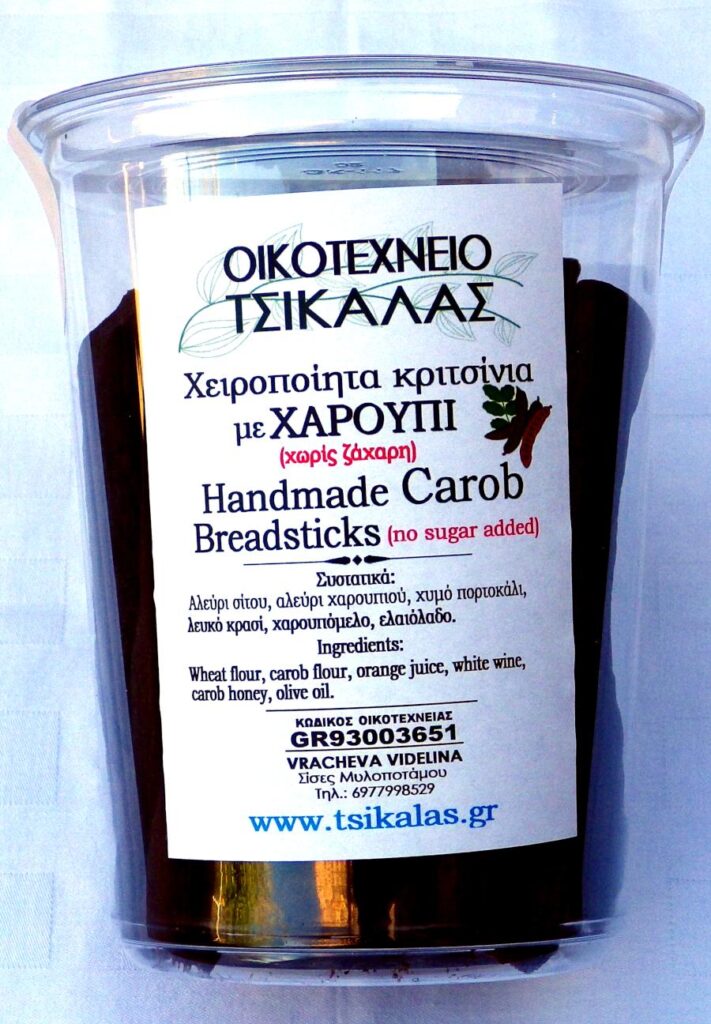 ΟΙΚΟΤΕΧΝΕΙΟ
ΤΣΙΚΑΛΑΣ
Χειροποίητα κριτσίνια
με ΧΑΡΟΥΠΙ
(χωρίς ζάχαρη)
Handmade Carob
Breadsticks (no sugar added)
Συστατικά:
Αλεύρι σίτου, αλεύρι χαρουπιού, χυμό πορτοκάλι,
λευκό κρασί, χαρουπόμελο, ελαιόλαδο.
Ingredients:
Wheat flour, carob flour, orange juice, white wine,
carob honey, olive oil.
ΚΩΔΙΚΟΣ ΟΙΚΟΤΕΧΝΕΙΑΣ
GR93003651
VRACHEVA VIDELINA
Σίσες Μυλοποτάμου
Τηλ.: 6977998529
www.tsikalas.gr